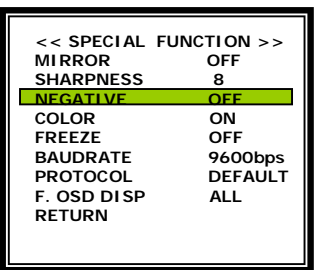 << SPECIAL FUNCTION >>
MIRROR OFF
SHARPNESS 8
NEGATIVE OFF
COLOR ON
FREEZE OFF
BAUDRATE 9600bps
PROTOCOL DEFAULT
F. OSD DISP ALL
RETURN